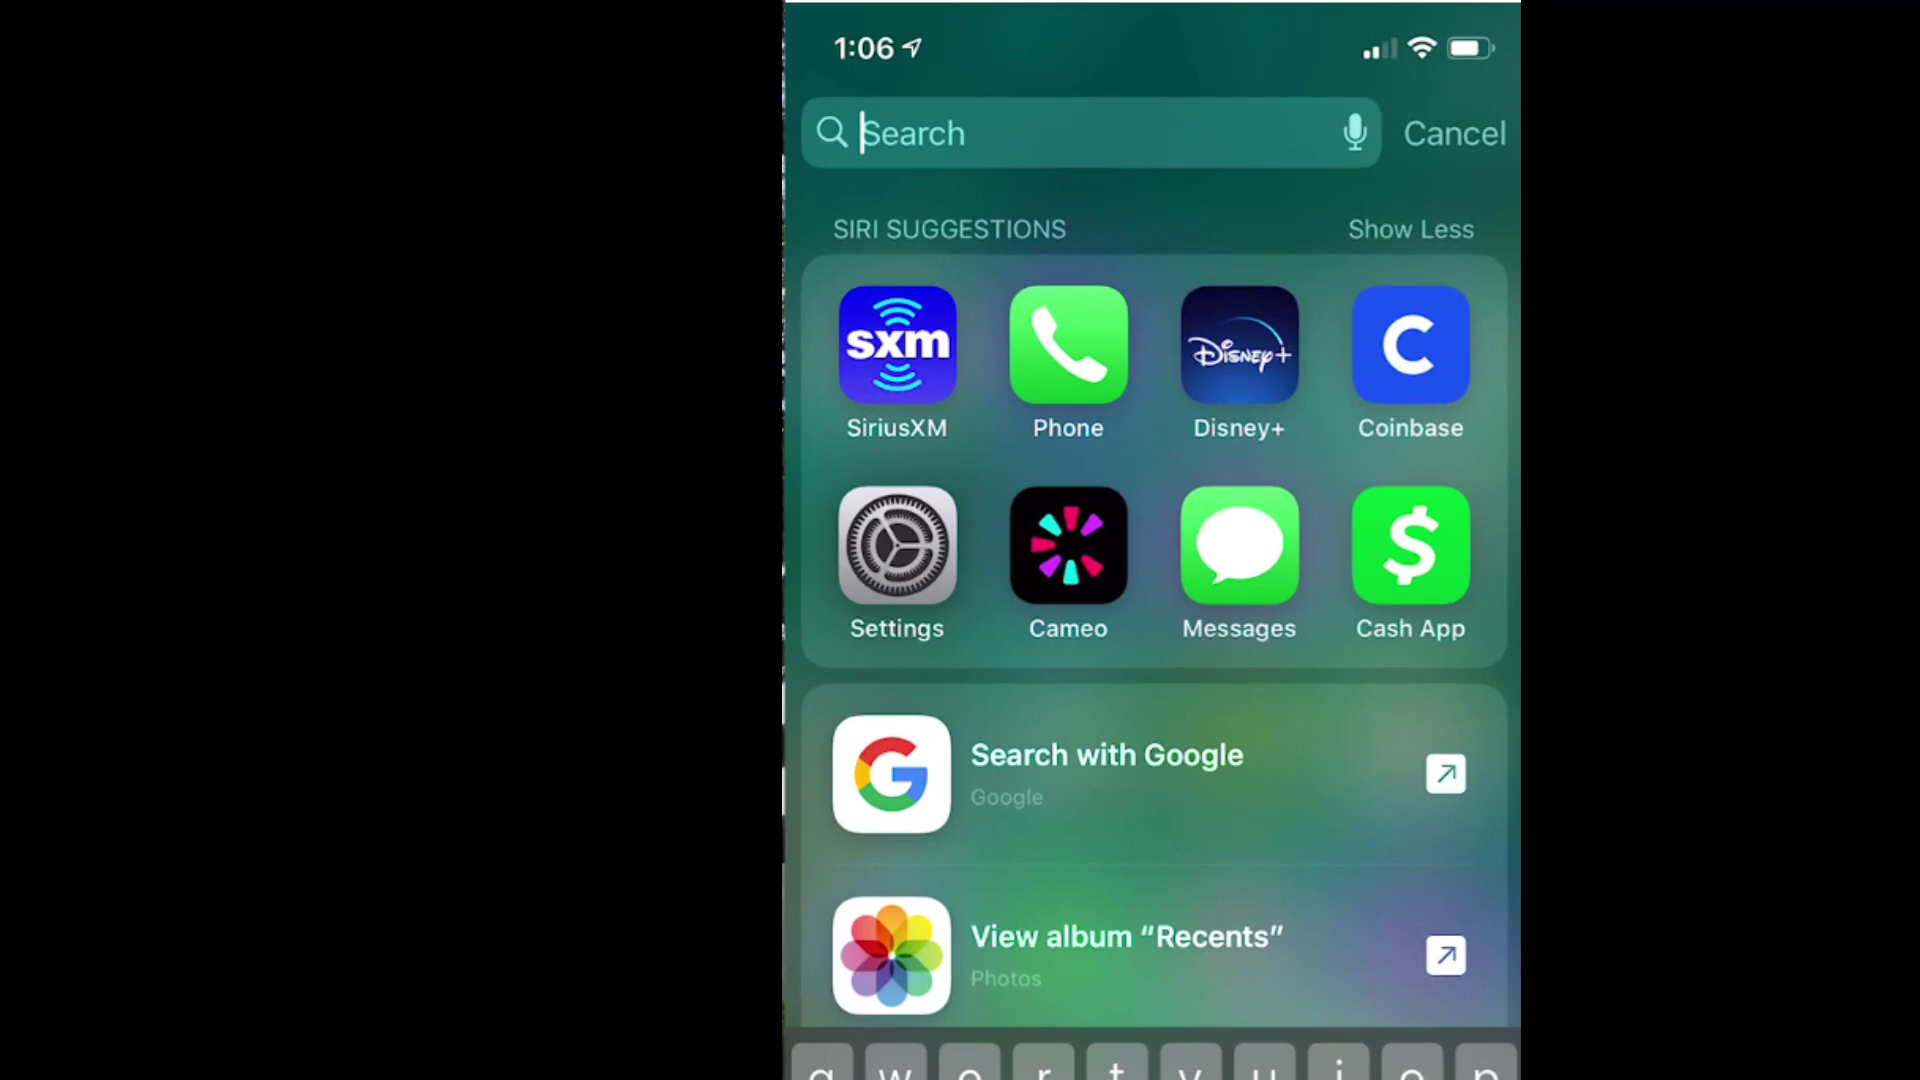 1:06
Search
Cancel
SIRI SUGGESTIONS
Show Less
sxm
Disney+
C
SiriusXM
Phone
Disney+
Coinbase
$
Settings
Cameo
Messages
Cash App
G
Search with Google
Google
View album “Recents”
Photos
q w e r t y u i o p